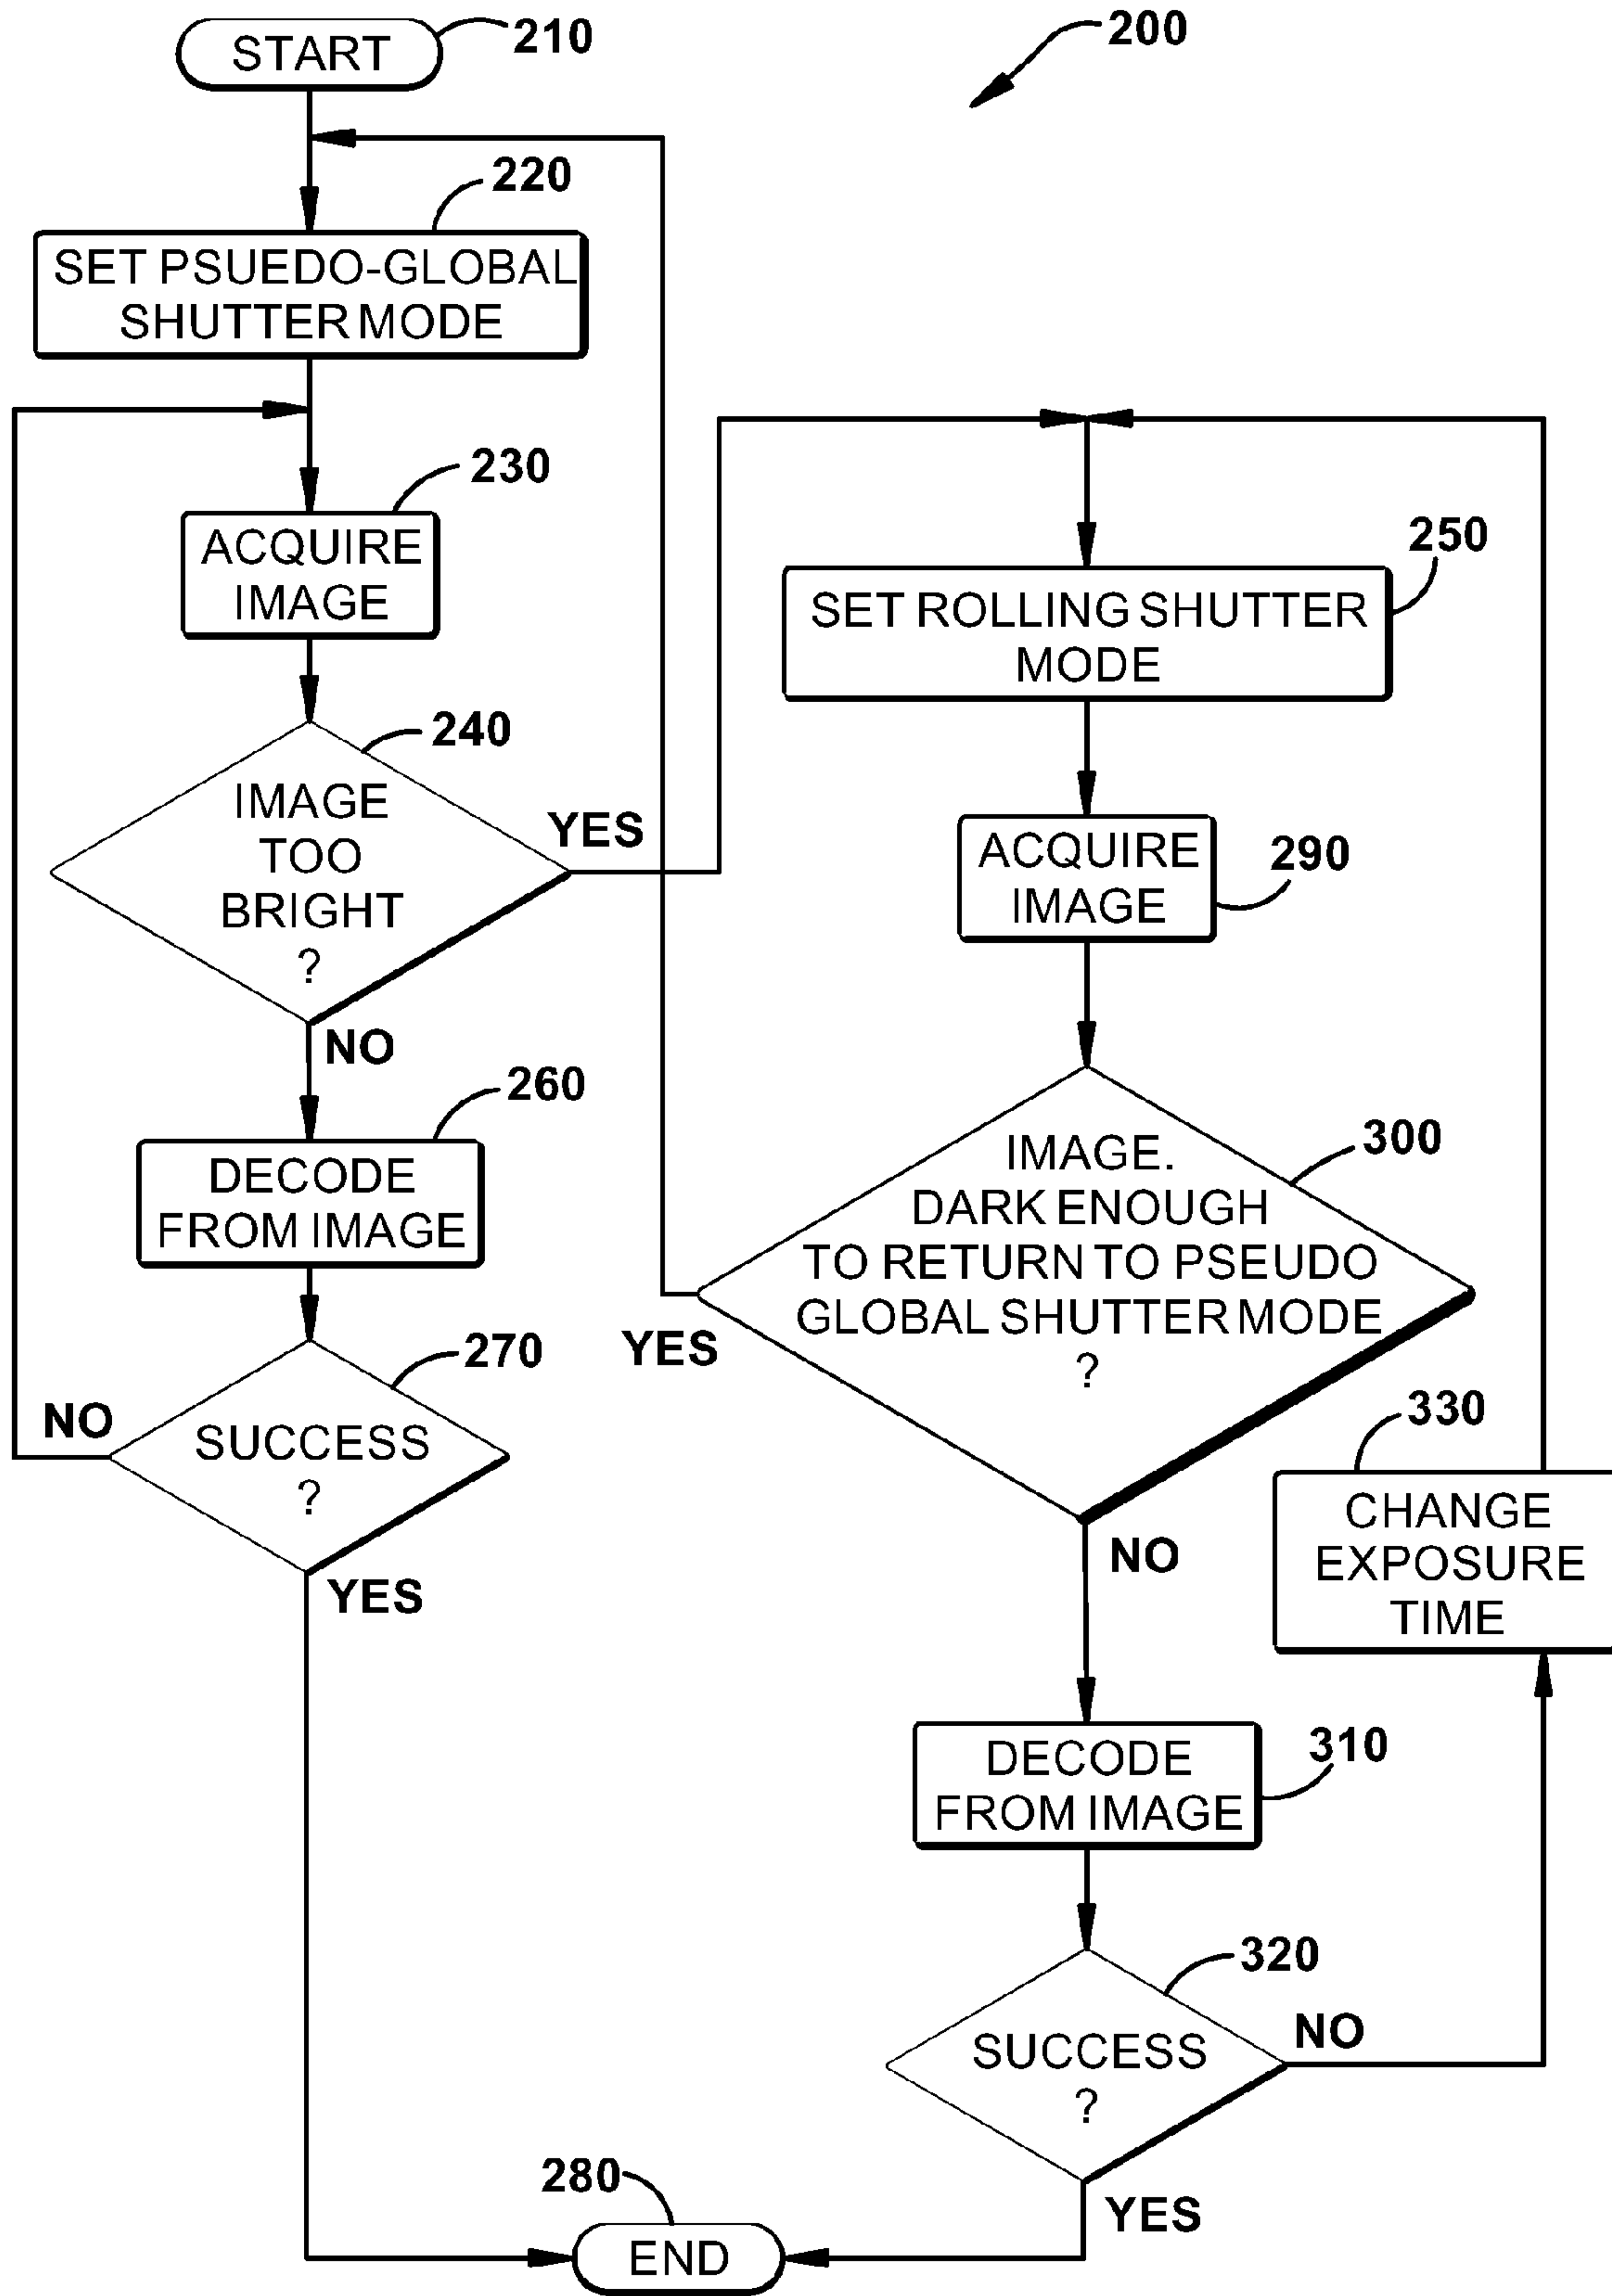 200
START
210
220
SET PSUEDO-GLOBAL
SHUTTER MODE
230
ACQUIRE
IMAGE
240
IMAGE
TOO
BRIGHT
?
YES
NO
260
DECODE
FROM IMAGE
270
SUCCESS
?
NO
YES
250
SET ROLLING SHUTTER
MODE
290
ACQUIRE
IMAGE
300
IMAGE.
DARK ENOUGH
TO RETURN TO PSEUDO
GLOBAL SHUTTER MODE
?
YES
NO
330
CHANGE
EXPOSURE
TIME
310
DECODE
FROM IMAGE
320
SUCCESS
?
NO
YES
280
END